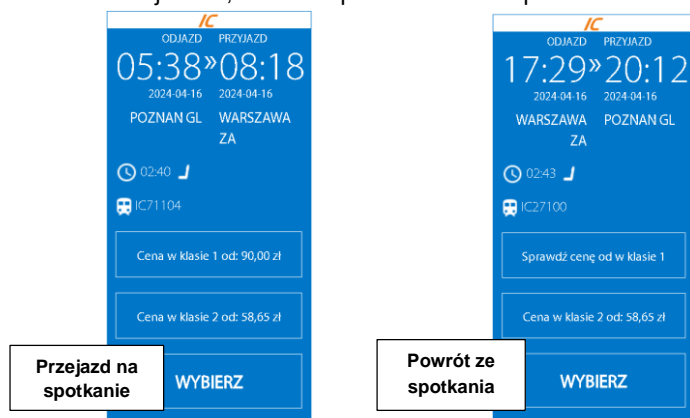 IC
ODJAZD PRZYJAZD
05:38»08:18
2024-04-16 2024-04-16
POZNAN GL WARSZAWA
ZA
02:40
IC71104
Cena w klasie 1 od: 90,00 zł
Cena w klasie 2 od: 58,65 zł
Przejazd na
spotkanie
WYBIERZ
IC
ODJAZD PRZYJAZD
17:29»20:12
2024-04-16 2024-04-16
WARSZAWA POZNAN GL
ZA
02:43
IC27100
Sprawdź cenę od w klasie 1
Cena w klasie 2 od: 58,65 zł
Powrót ze
spotkania
WYBIERZ